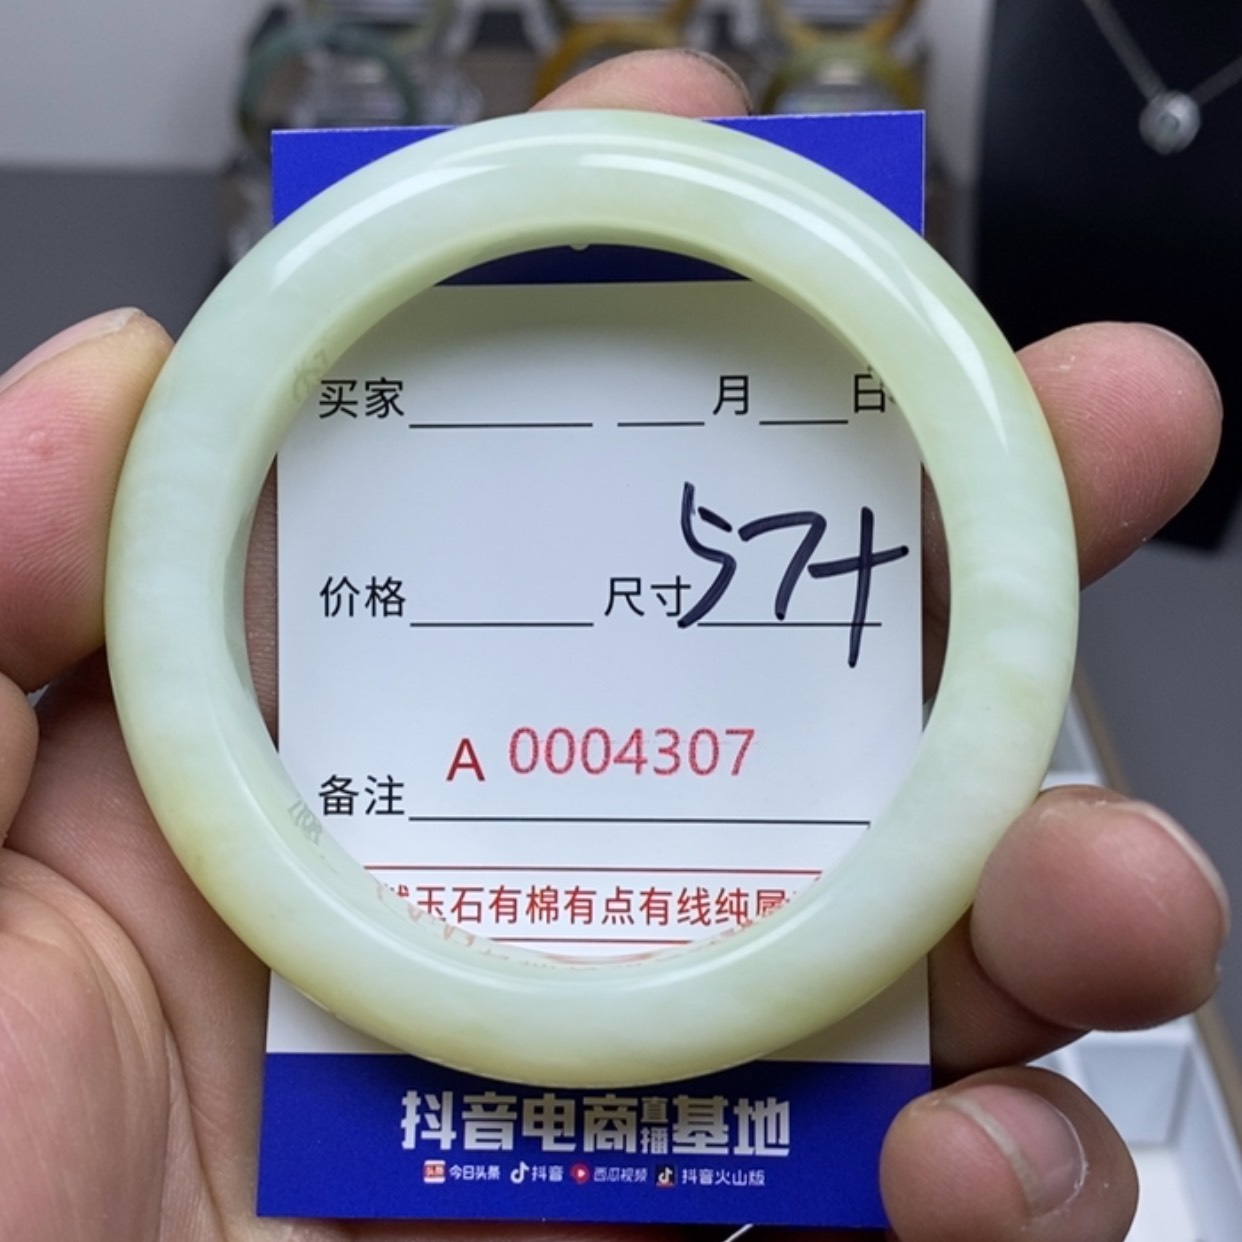 买家 月 日
价格 尺寸 57+
A 0004307
备注
玉石有棉有点有线纯属
抖音电商直播基地
今日头条 抖音 西瓜视频 抖音火山版